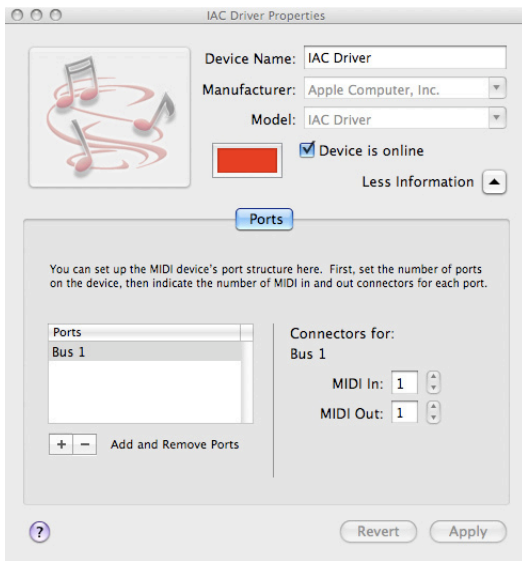 IAC Driver Properties
Device Name: IAC Driver
Manufacturer: Apple Computer, Inc.
Model: IAC Driver
Device is online
Less Information
Ports
You can set up the MIDI device's port structure here. First, set the number of ports
on the device, then indicate the number of MIDI in and out connectors for each port.
Ports
Bus 1
+ − Add and Remove Ports
Connectors for:
Bus 1
MIDI In: 1
MIDI Out: 1
? Revert Apply